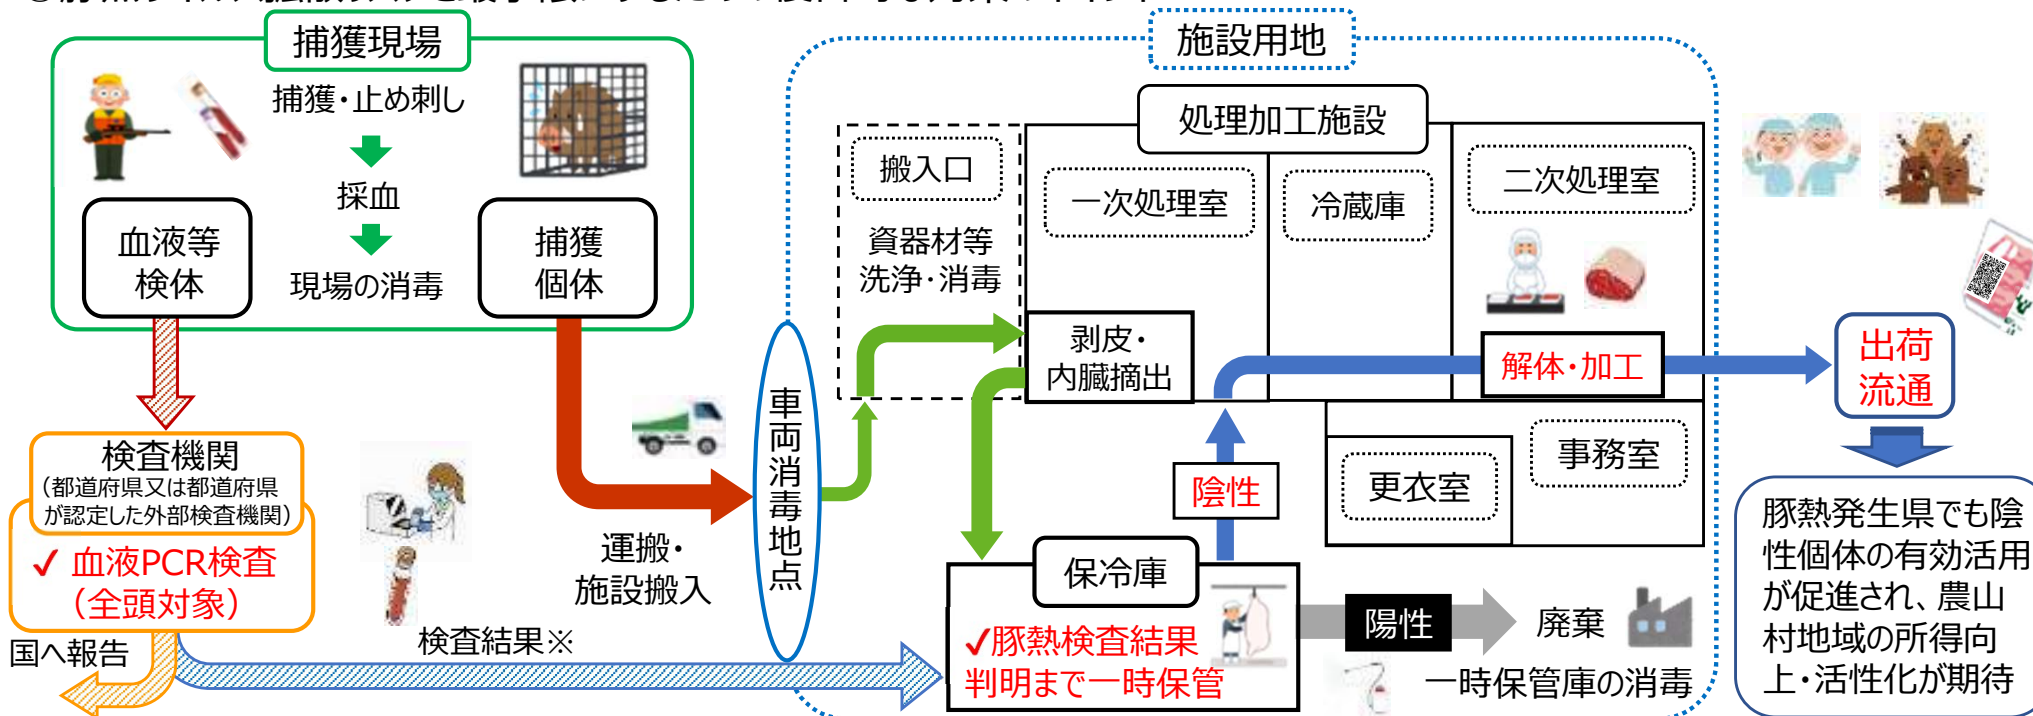 捕獲現場
捕獲・止め刺し
採血
現場の消毒
血液等
検体
捕獲
個体
検査機関
(都道府県又は都道府県
が認定した外部検査機関)
✓ 血液PCR検査
(全頭対象)
国へ報告
検査結果※
運搬・
施設搬入
車両消毒地点
施設用地
処理加工施設
搬入口
資器材等
洗浄・消毒
一次処理室
冷蔵庫
二次処理室
剥皮・
内臓摘出
解体・加工
陰性
更衣室
事務室
保冷庫
✓豚熱検査結果
判明まで一時保管
陽性
廃棄
一時保管庫の消毒
出荷
流通
豚熱発生県でも陰
性個体の有効活用
が促進され、農山
村地域の所得向
上・活性化が期待